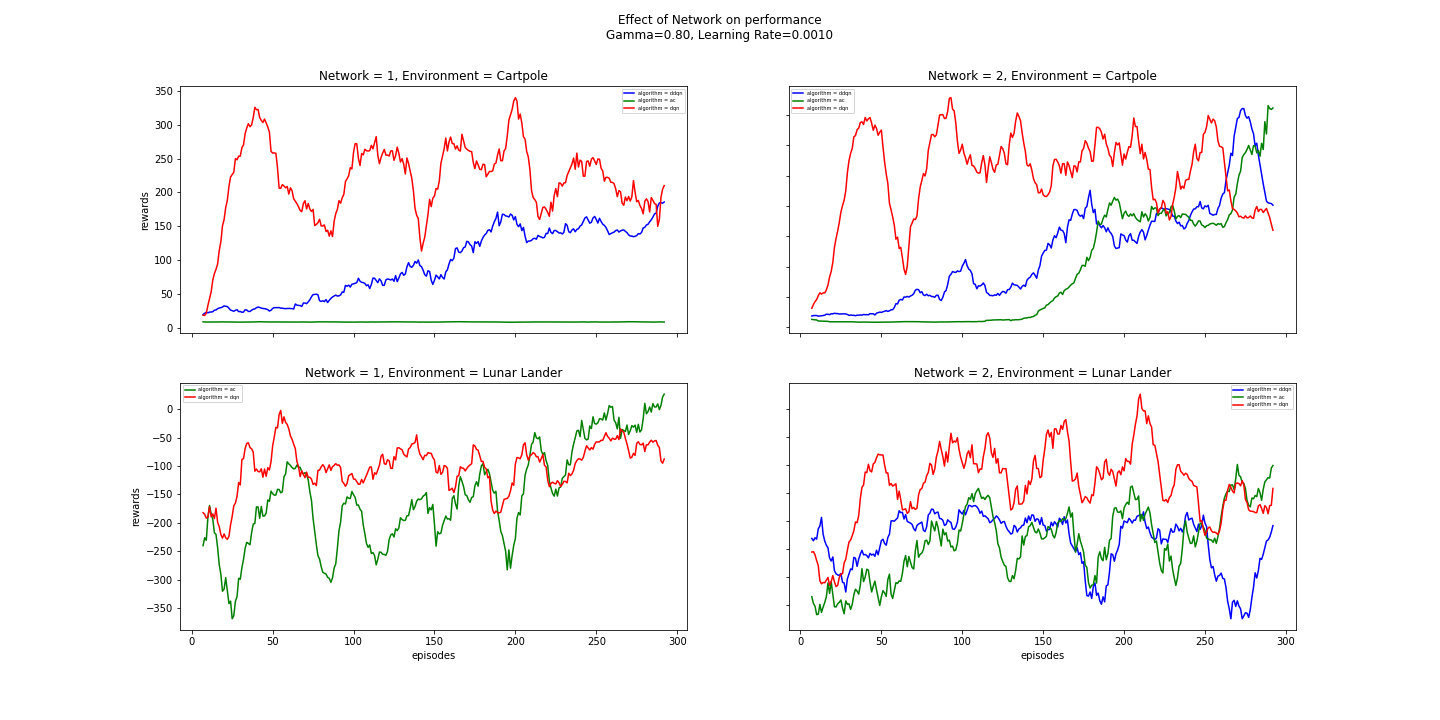 Effect of Network on performance
Gamma=0.80, Learning Rate=0.0010
Network = 1, Environment = Cartpole
350
300
250
200
150
100
50
0
rewards
algorithm = ddqn
algorithm = ac
algorithm = dqn
Network = 2, Environment = Cartpole
algorithm = ddqn
algorithm = ac
algorithm = dqn
Network = 1, Environment = Lunar Lander
0
−50
−100
−150
−200
−250
−300
−350
rewards
algorithm = ac
algorithm = dqn
0 50 100 150 200 250 300
episodes
Network = 2, Environment = Lunar Lander
algorithm = ddqn
algorithm = ac
algorithm = dqn
0 50 100 150 200 250 300
episodes